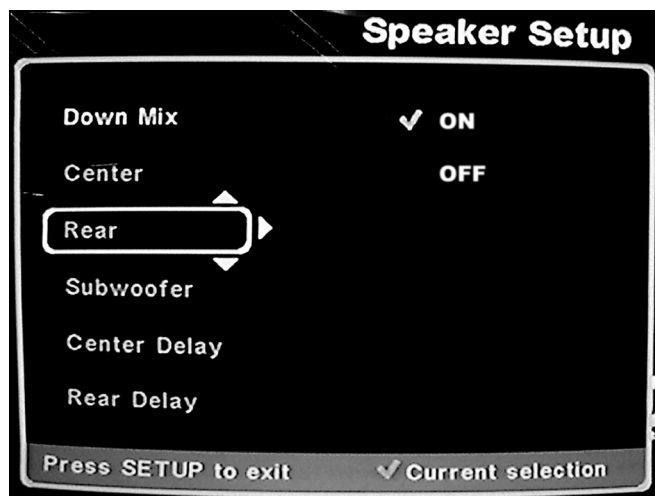 Speaker Setup
Down Mix
✓ ON
Center
OFF
Rear
Subwoofer
Center Delay
Rear Delay
Press SETUP to exit
✓ Current selection